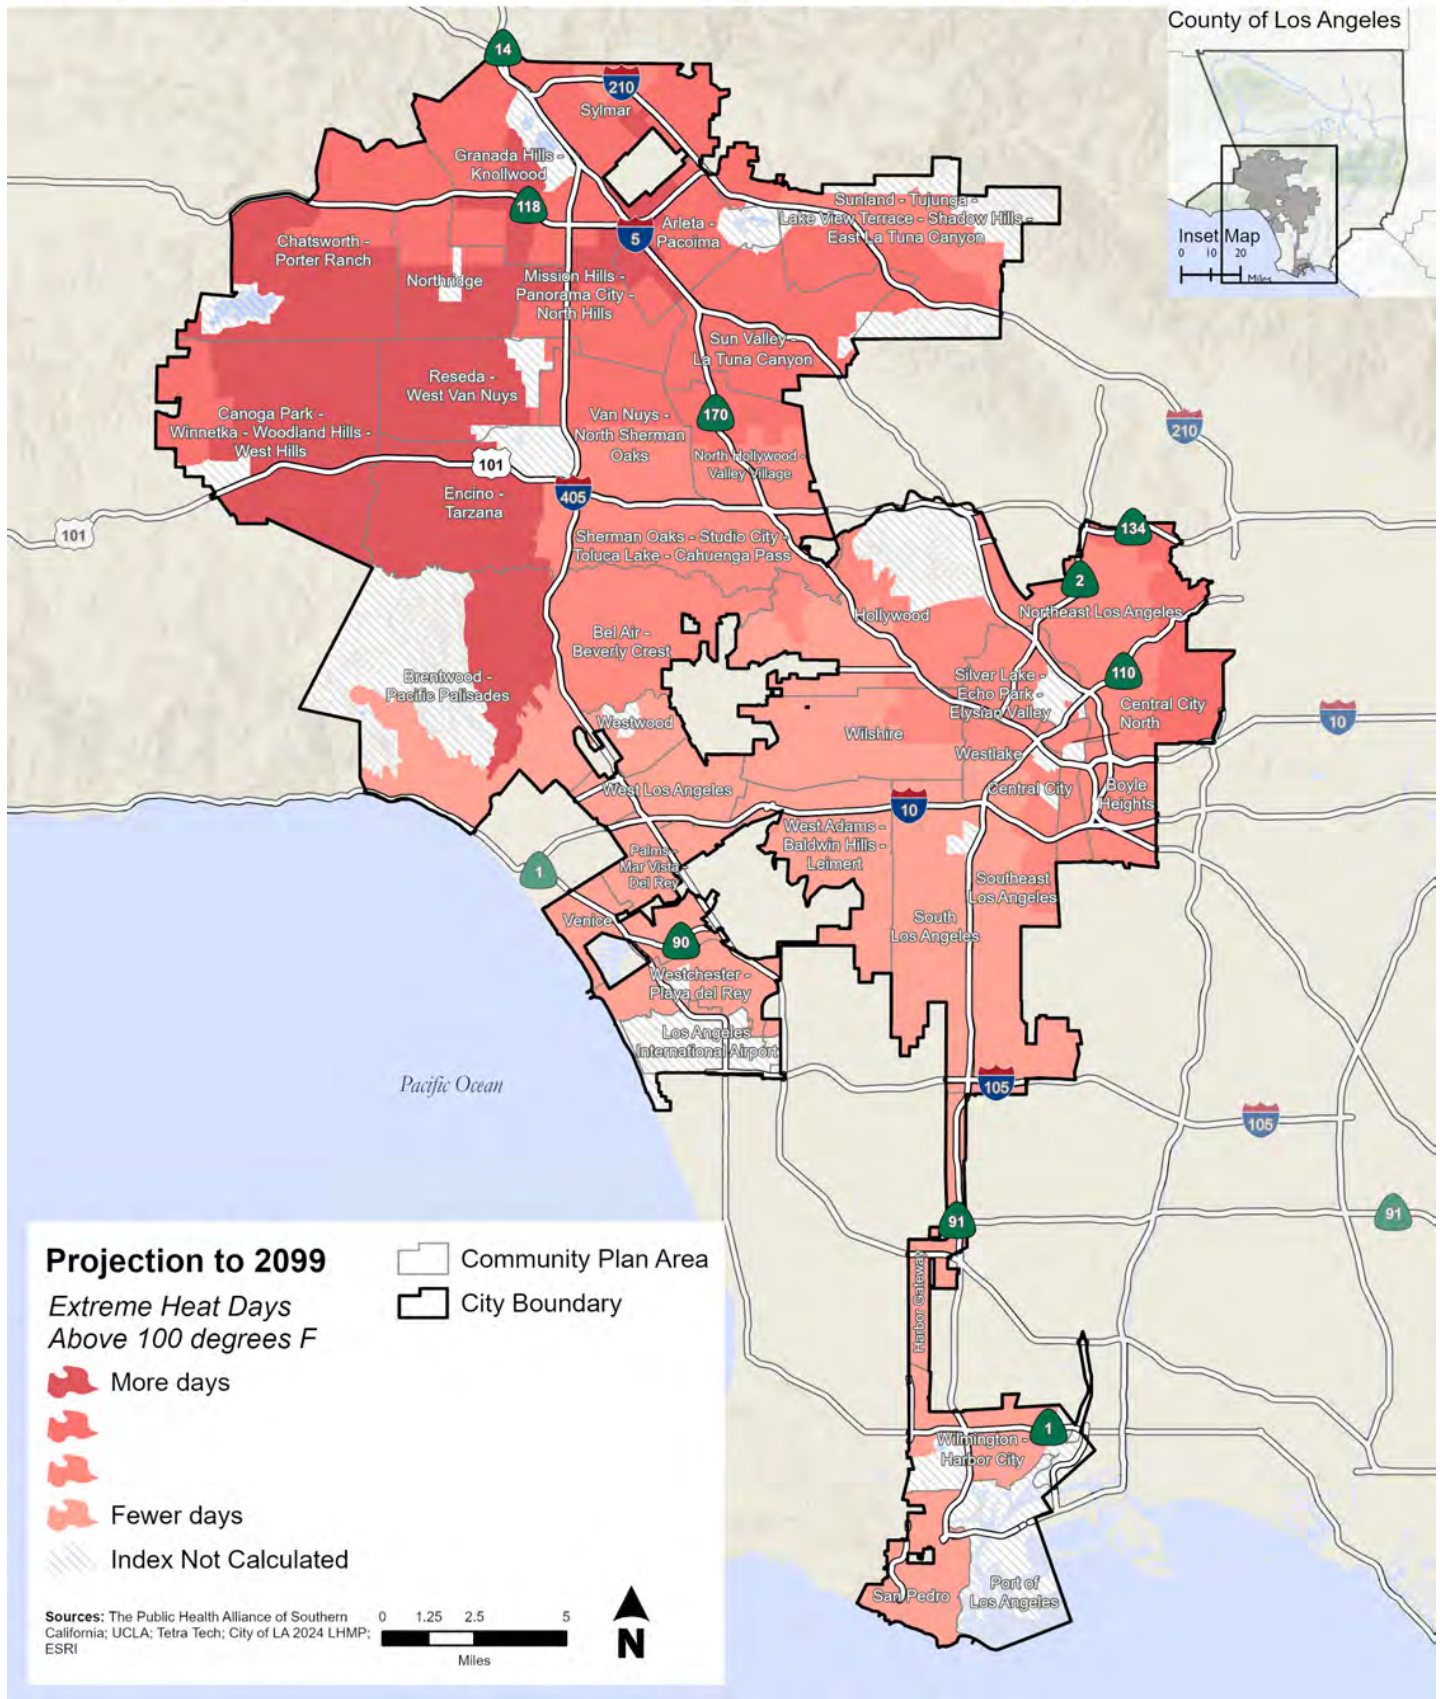 County of Los Angeles
Inset Map
0 10 20
Miles
14
210
Sylmar
Granada Hills -
Knollwood
118
5
Arleta -
Pacoima
Sunland - Tujunga -
Lake View Terrace - Shadow Hills -
East La Tuna Canyon
Chatsworth -
Porter Ranch
Northridge
Mission Hills -
Panorama City -
North Hills
Sun Valley -
La Tuna Canyon
Reseda -
West Van Nuys
Canoga Park -
Winnetka - Woodland Hills -
West Hills
Van Nuys -
North Sherman
Oaks
170
North Hollywood -
Valley Village
210
101
101
Encino -
Tarzana
405
Sherman Oaks - Studio City -
Toluca Lake - Cahuenga Pass
134
2
Hollywood
Northeast Los Angeles
Bel Air -
Beverly Crest
Brentwood -
Pacific Palisades
110
Silver Lake -
Echo Park -
Elysian Valley
Central City
North
10
Westwood
Wilshire
Westlake
West Los Angeles
Central City
Boyle
Heights
10
West Adams -
Baldwin Hills -
Leimert
Palms -
Mar Vista -
Del Rey
1
Southeast
Los Angeles
Venice
South
Los Angeles
90
Westchester -
Playa del Rey
Los Angeles
International Airport
Pacific Ocean
105
105
91
91
Harbor Gateway
1
Wilmington -
Harbor City
San Pedro
Port of
Los Angeles
Projection to 2099
Extreme Heat Days
Above 100 degrees F
More days
Fewer days
Index Not Calculated
Community Plan Area
City Boundary
Sources: The Public Health Alliance of Southern
California; UCLA; Tetra Tech; City of LA 2024 LHMP;
ESRI
0 1.25 2.5 5
Miles
N